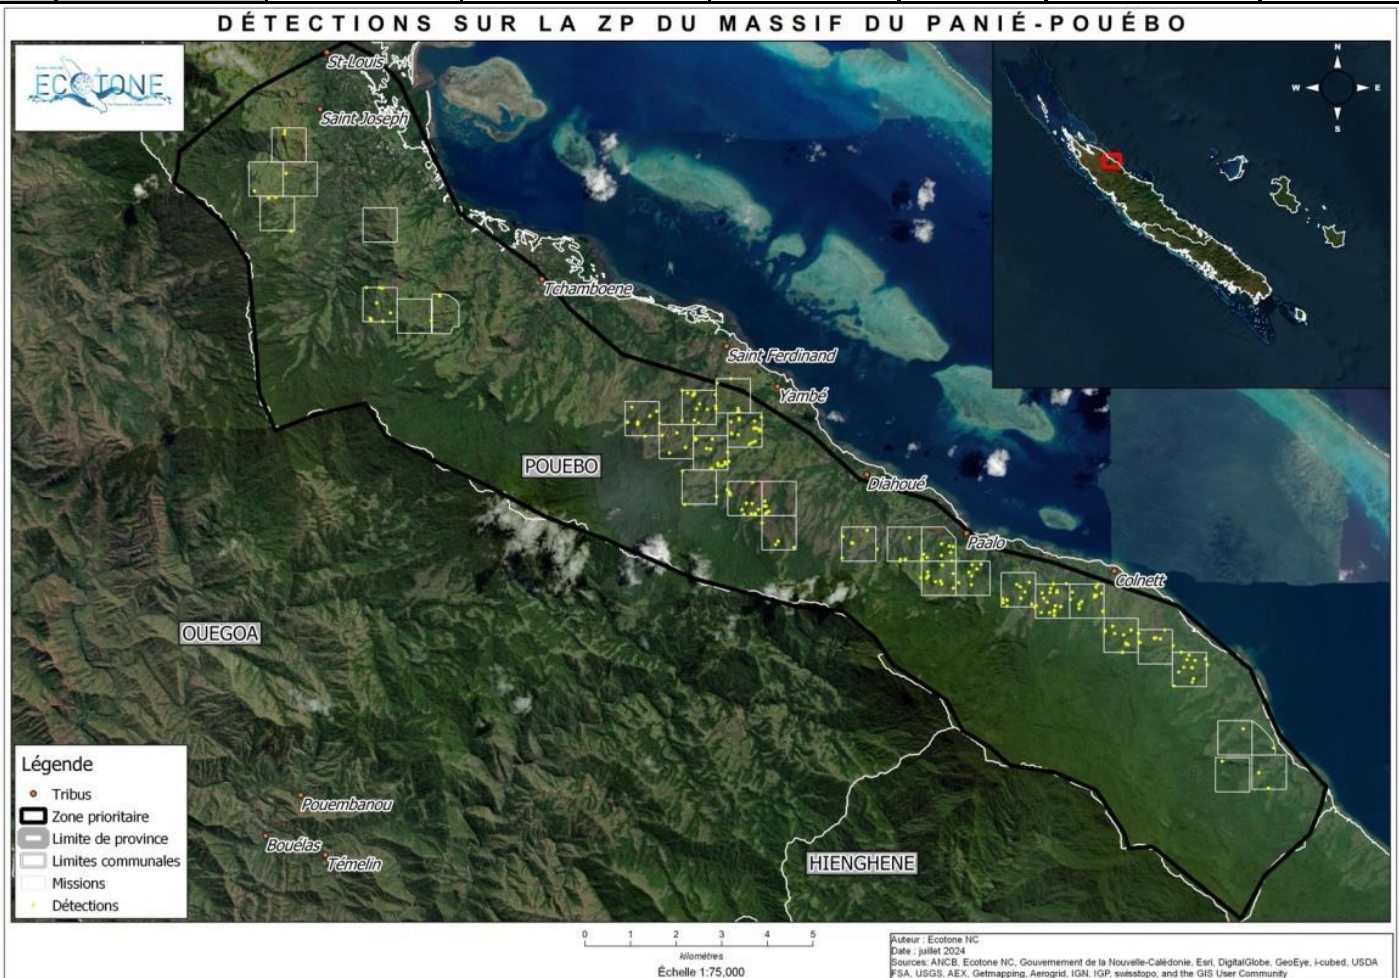 DÉTECTIONS SUR LA ZP DU MASSIF DU PANIÉ-POUÉBO
ECOTONE
N
W
E
S
St-Louis
Saint Joseph
Tchamboene
Saint Ferdinand
Yambé
POUEBO
Diahoué
Paalo
Colnett
OUEGOA
Pouembanou
Bouélas
Témelin
HIENGHENE
Légende
Tribus
Zone prioritaire
Limite de province
Limites communales
Missions
Détections
0 1 2 3 4 5
kilomètres
Échelle 1:75,000
Auteur : Ecotone NC
Date : juillet 2024
Sources: ANCB, Ecotone NC, Gouvernement de la Nouvelle-Calédonie, Esri, DigitalGlobe, GeoEye, i-cubed, USDA
FSA, USGS, AEX, Getmapping, Aerogrid, IGN, IGP, swisstopo, and the GIS User Community